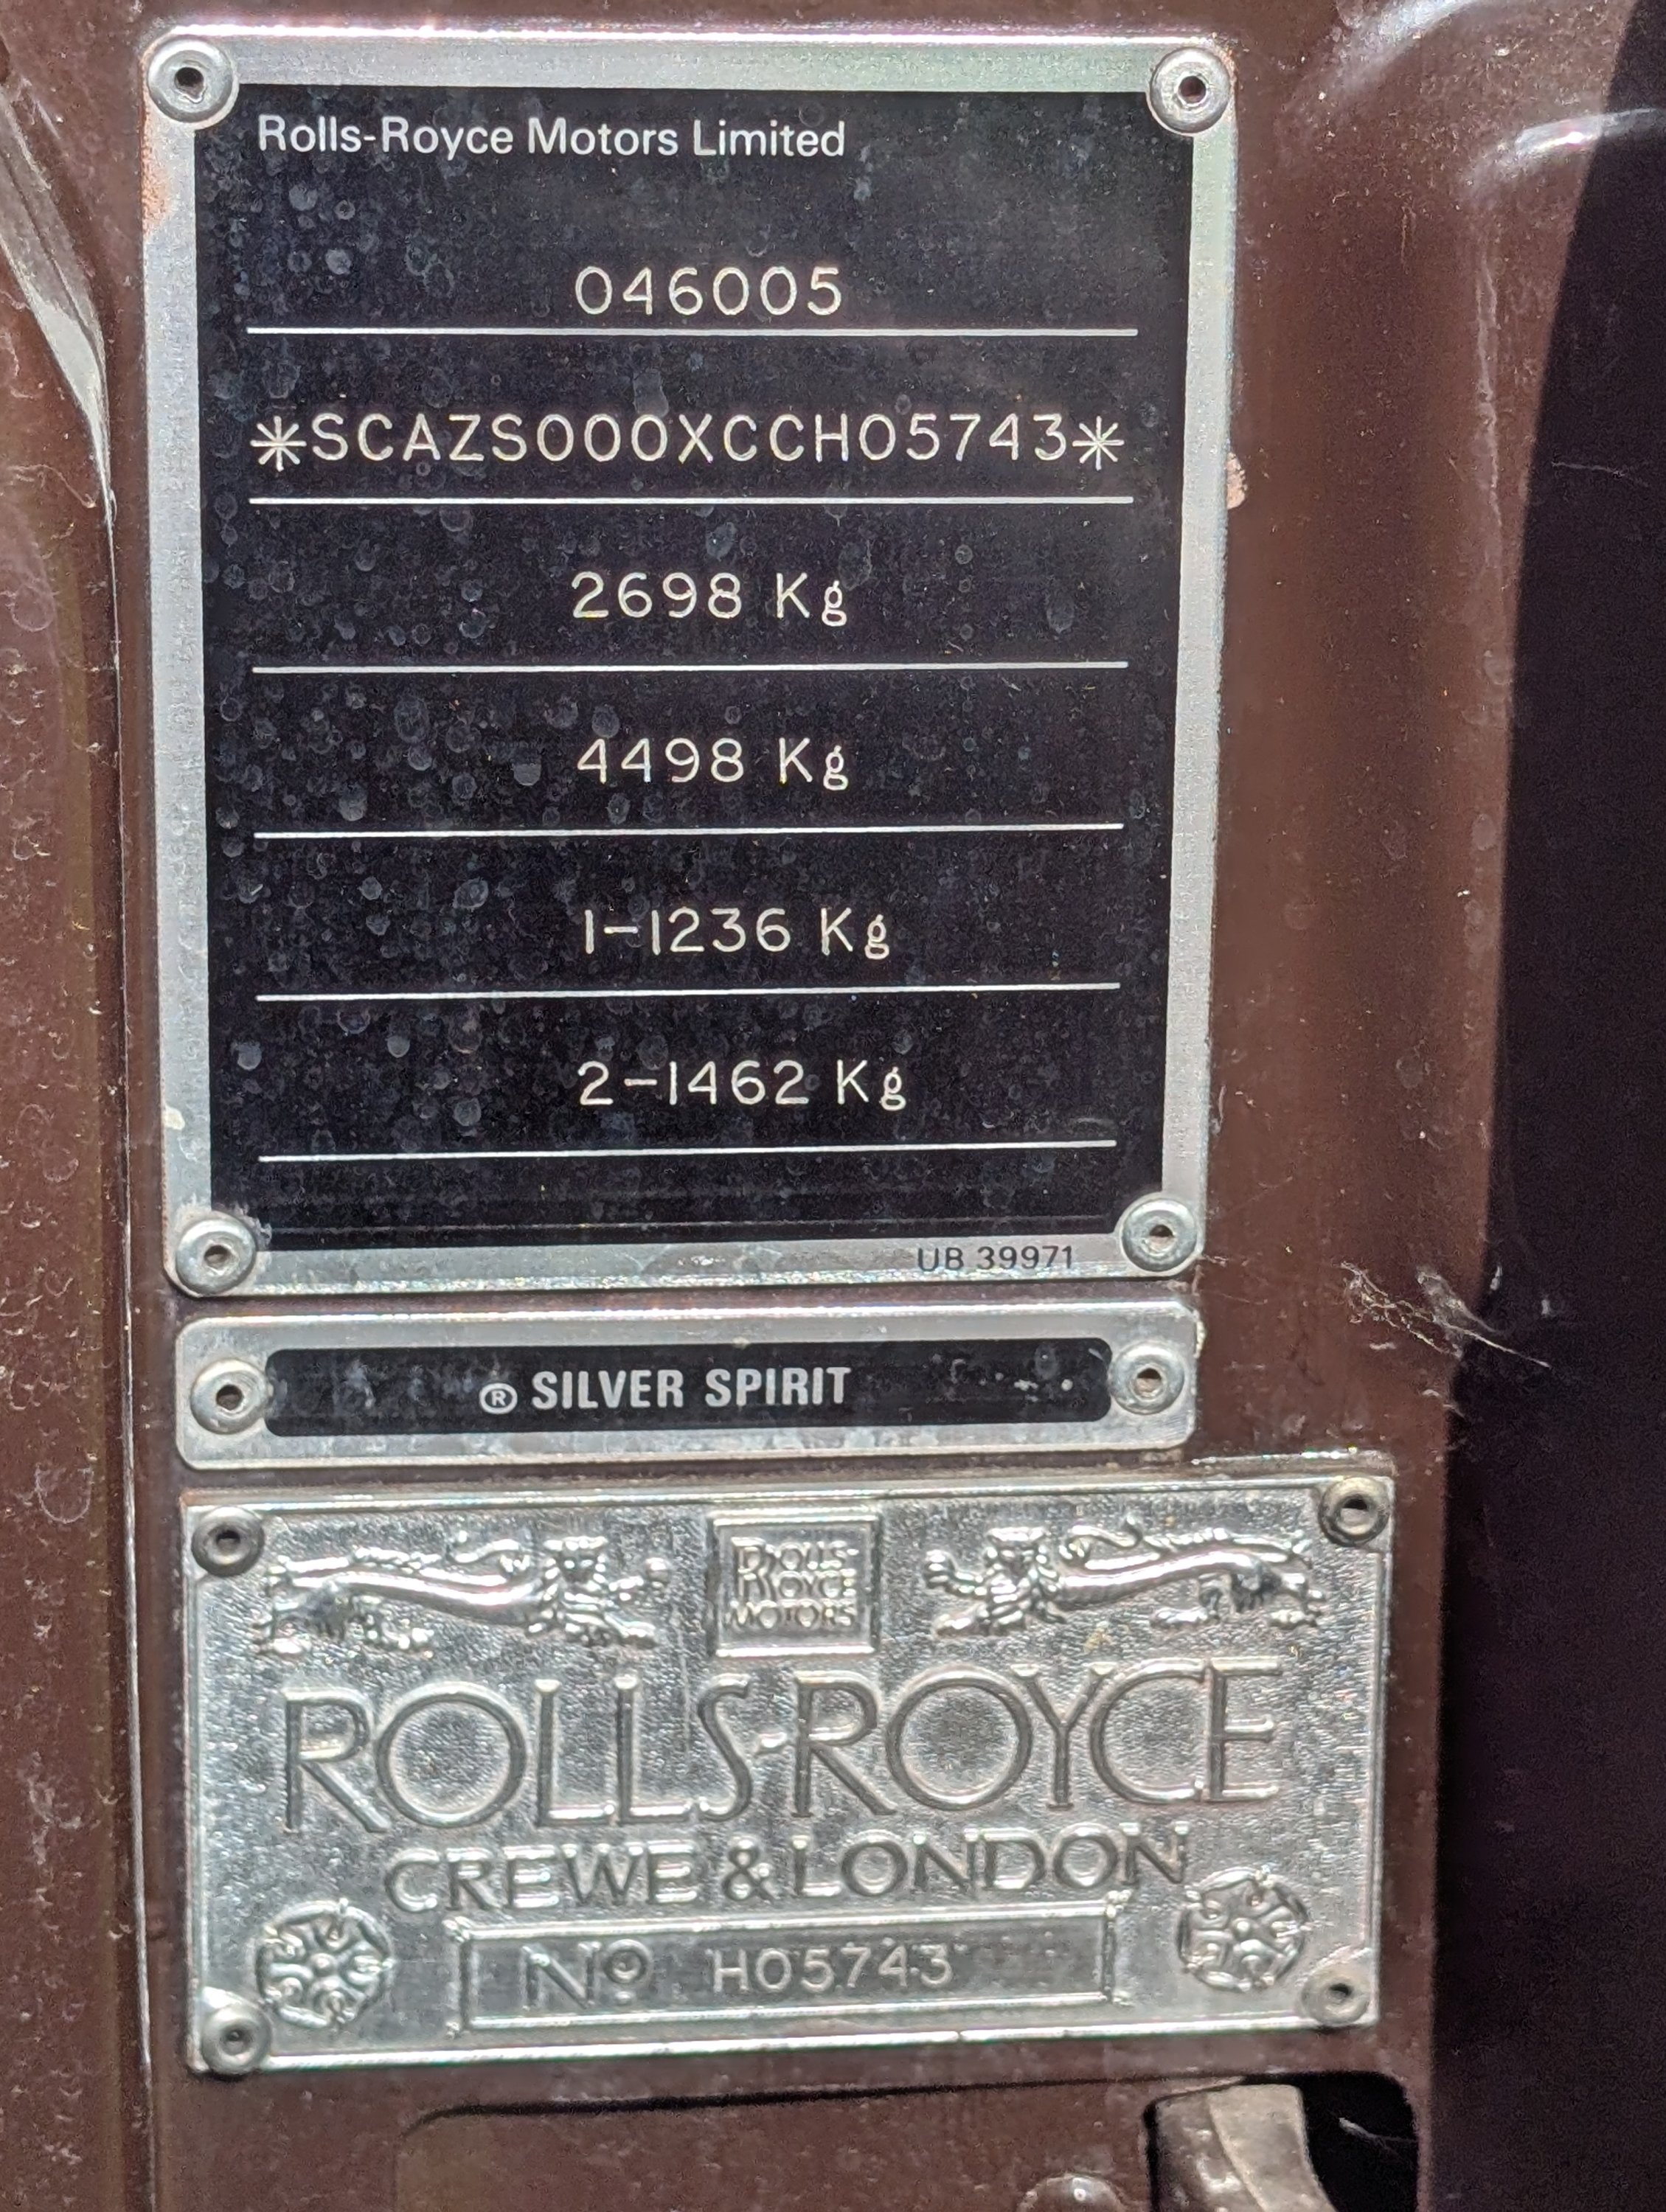 Rolls-Royce Motors Limited
046005
*SCAZS000XCCH05743*
2698 Kg
4498 Kg
1-1236 Kg
2-1462 Kg
UB 39971
® SILVER SPIRIT
ROLLS-
ROYCE
MOTORS
ROLLS-ROYCE
CREWE & LONDON
No H05743